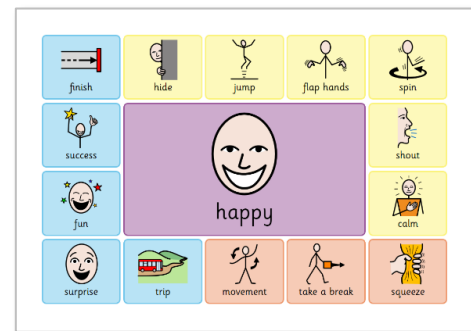 finish
hide
jump
flap hands
spin
success
happy
shout
fun
calm
surprise
trip
movement
take a break
squeeze